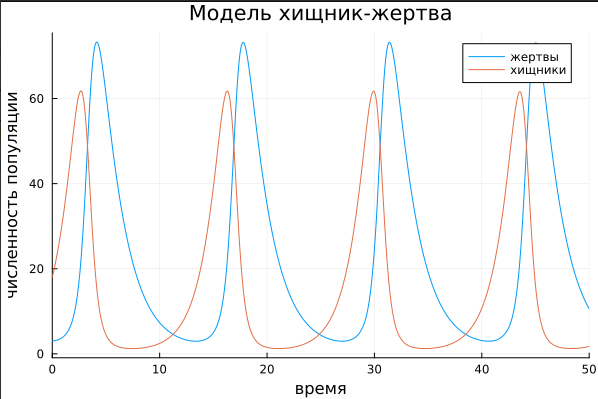 Модель хищник-жертва
жертвы
хищники
численность популяции
60
40
20
0
0 10 20 30 40 50
время